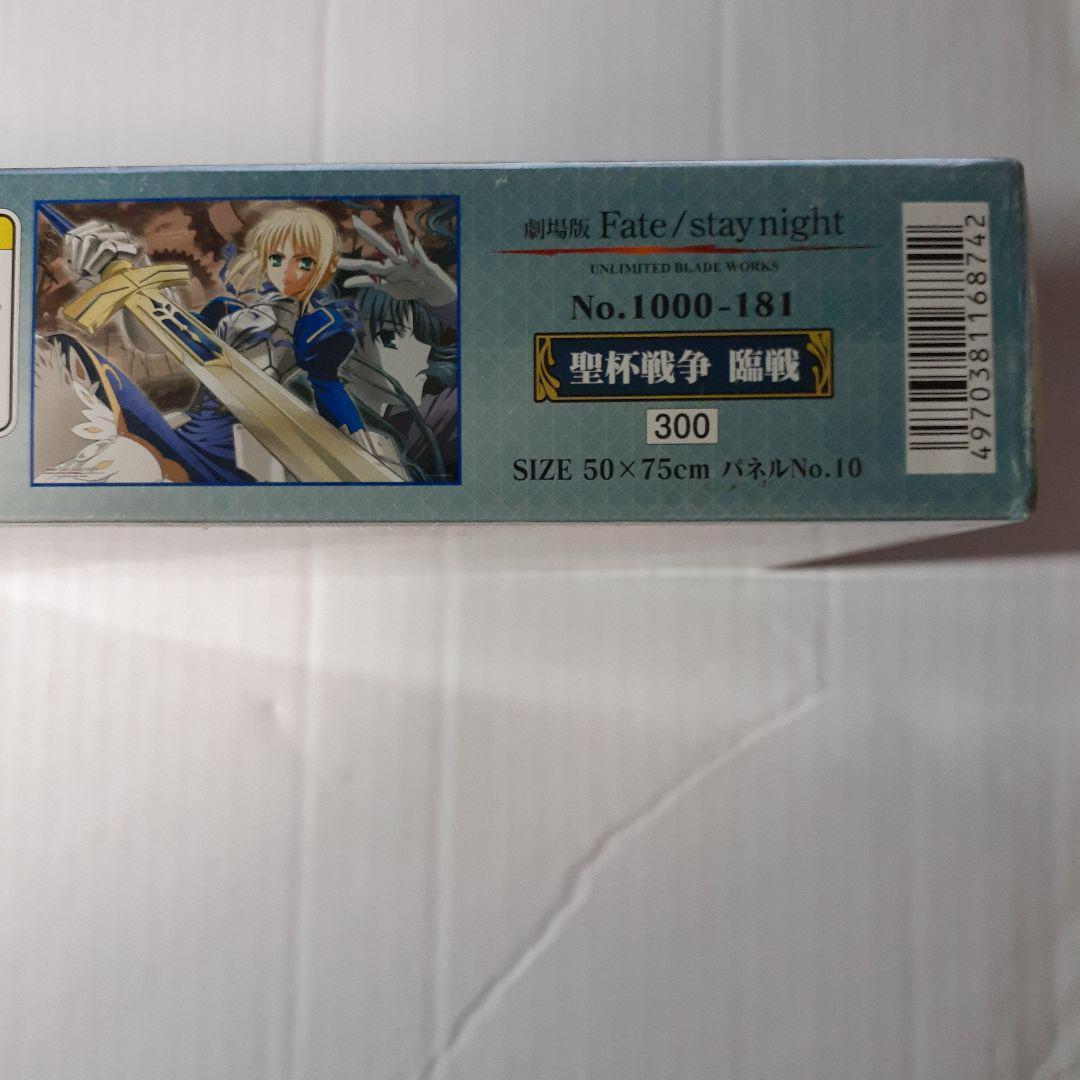 劇場版 Fate/stay night
UNLIMITED BLADE WORKS
No.1000-181
聖杯戦争 臨戦
300
SIZE 50×75cm パネルNo.10
4970381168742